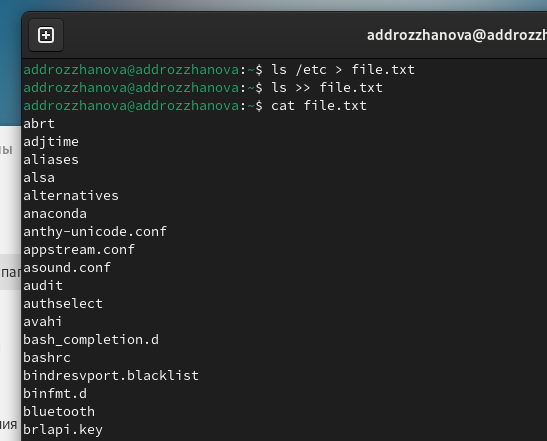 addrozzhanova@addrozzh
addrozzhanova@addrozzhanova:~$ ls /etc > file.txt
addrozzhanova@addrozzhanova:~$ ls >> file.txt
addrozzhanova@addrozzhanova:~$ cat file.txt
abrt
adjtime
aliases
alsa
alternatives
anaconda
anthy-unicode.conf
appstream.conf
asound.conf
audit
authselect
avahi
bash_completion.d
bashrc
bindresvport.blacklist
binfmt.d
bluetooth
brlapi.key